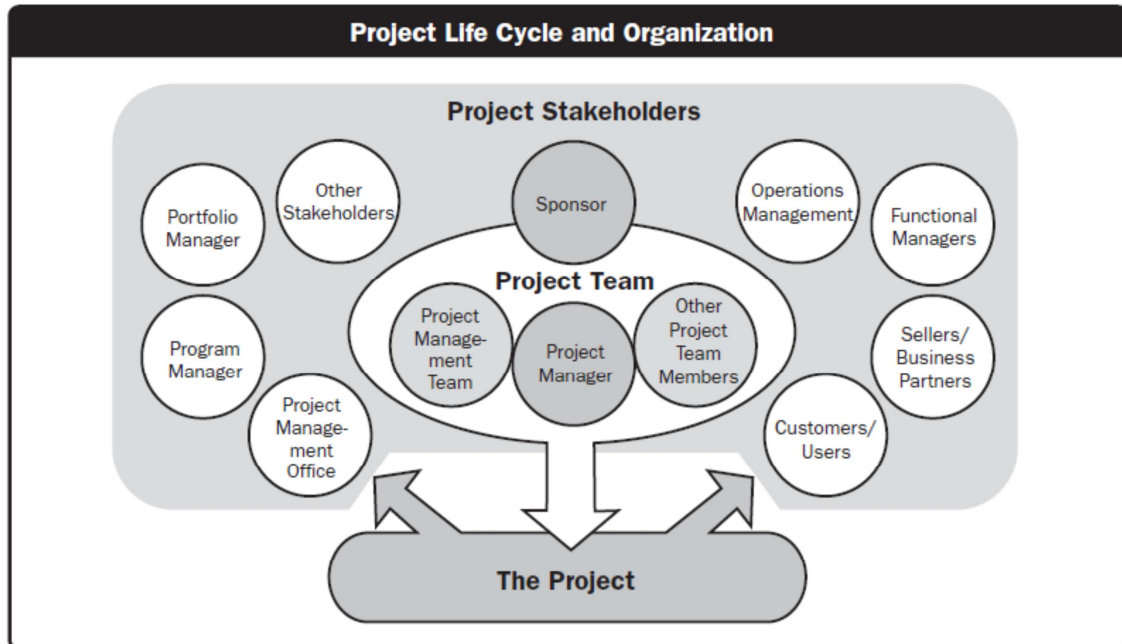 Project Life Cycle and Organization
Project Stakeholders
Portfolio
Manager
Other
Stakeholders
Sponsor
Operations
Management
Functional
Managers
Project Team
Project
Manage-
ment
Team
Project
Manager
Other
Project
Team
Members
Program
Manager
Sellers/
Business
Partners
Project
Manage-
ment
Office
Customers/
Users
The Project